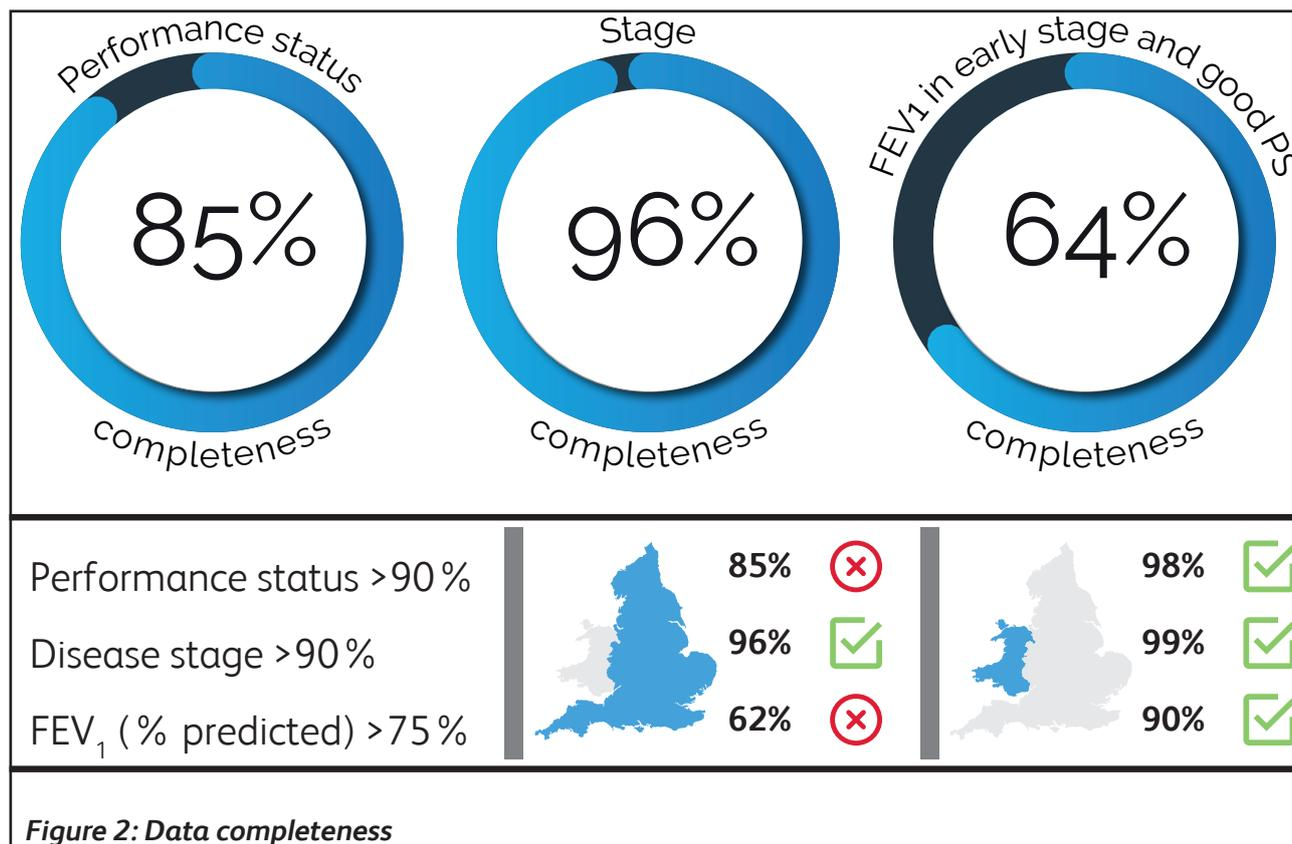 Performance status
85%
completeness
Stage
96%
completeness
FEV1 in early stage and good PS
64%
completeness
Performance status >90%
85%
98%
Disease stage >90%
96%
99%
FEV1 (% predicted) >75%
62%
90%
Figure 2: Data completeness